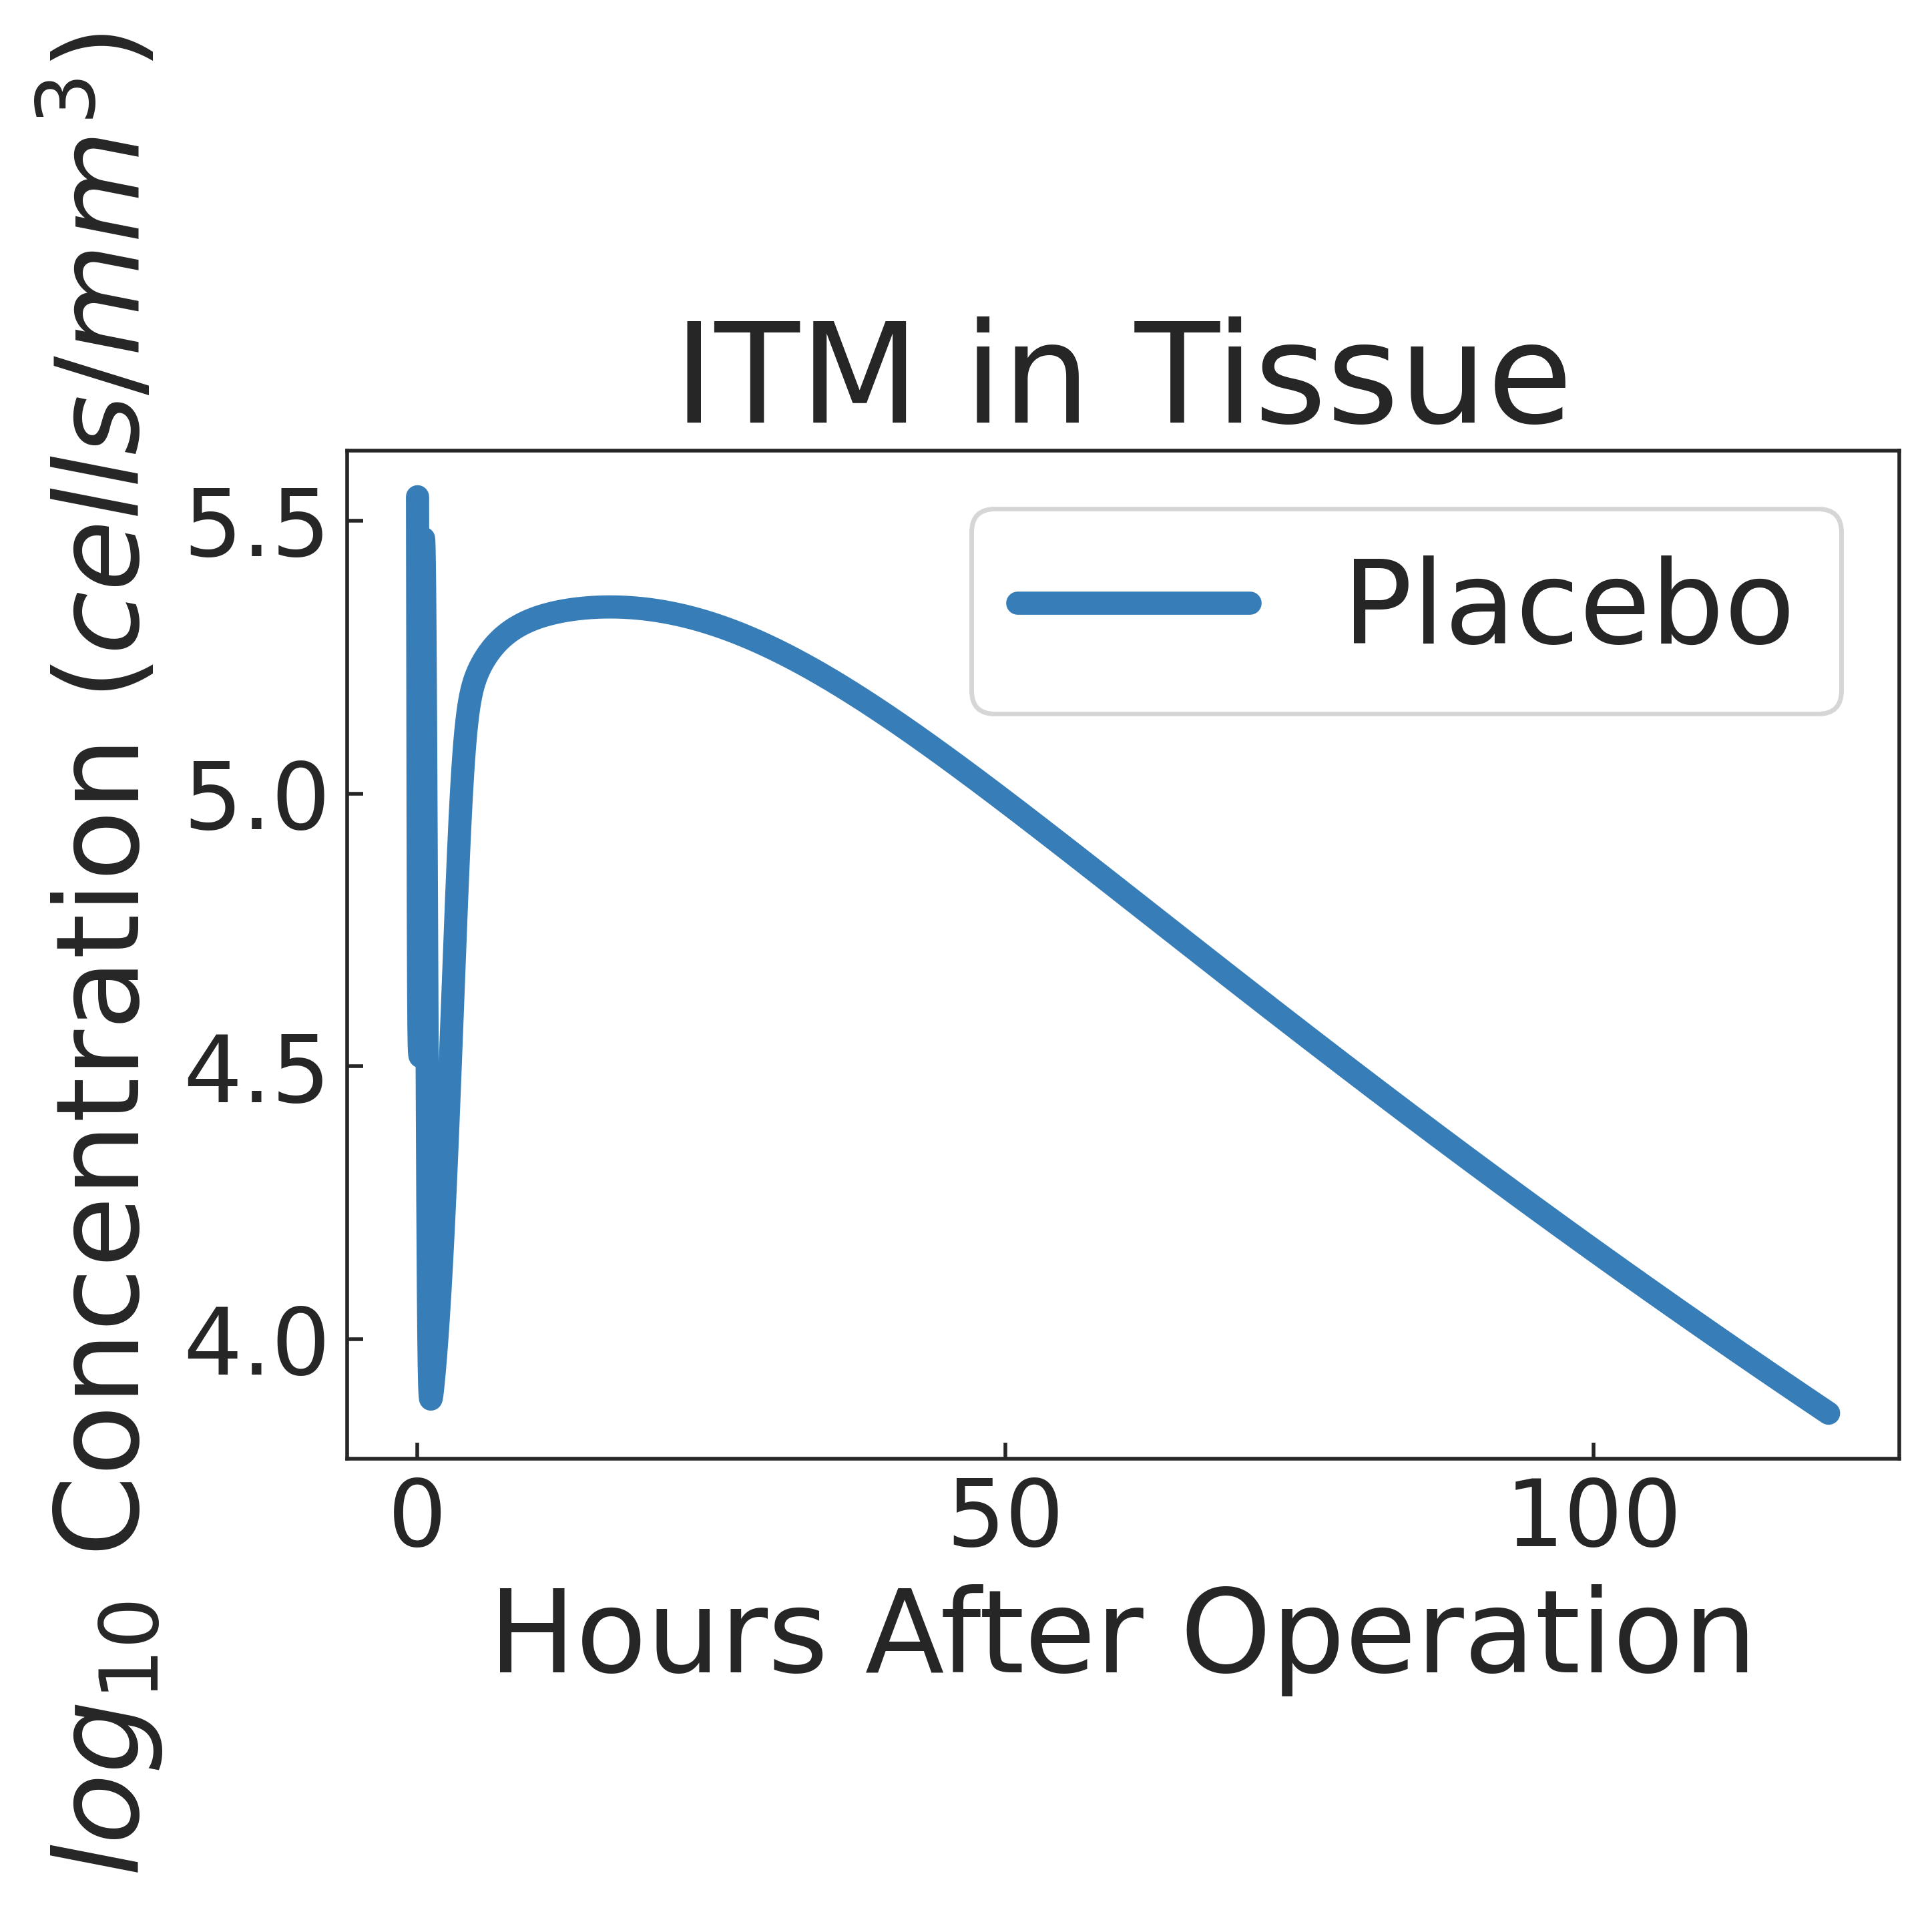 ITM in Tissue
log10 Concentration (cells/mm3)
5.5
5.0
4.5
4.0
Placebo
0 50 100
Hours After Operation